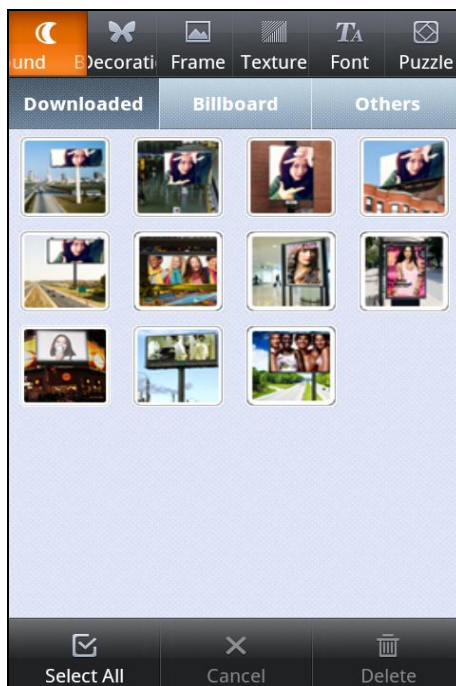 und
Decorati
Frame
Texture
Font
Puzzle
Downloaded
Billboard
Others
Select All
Cancel
Delete